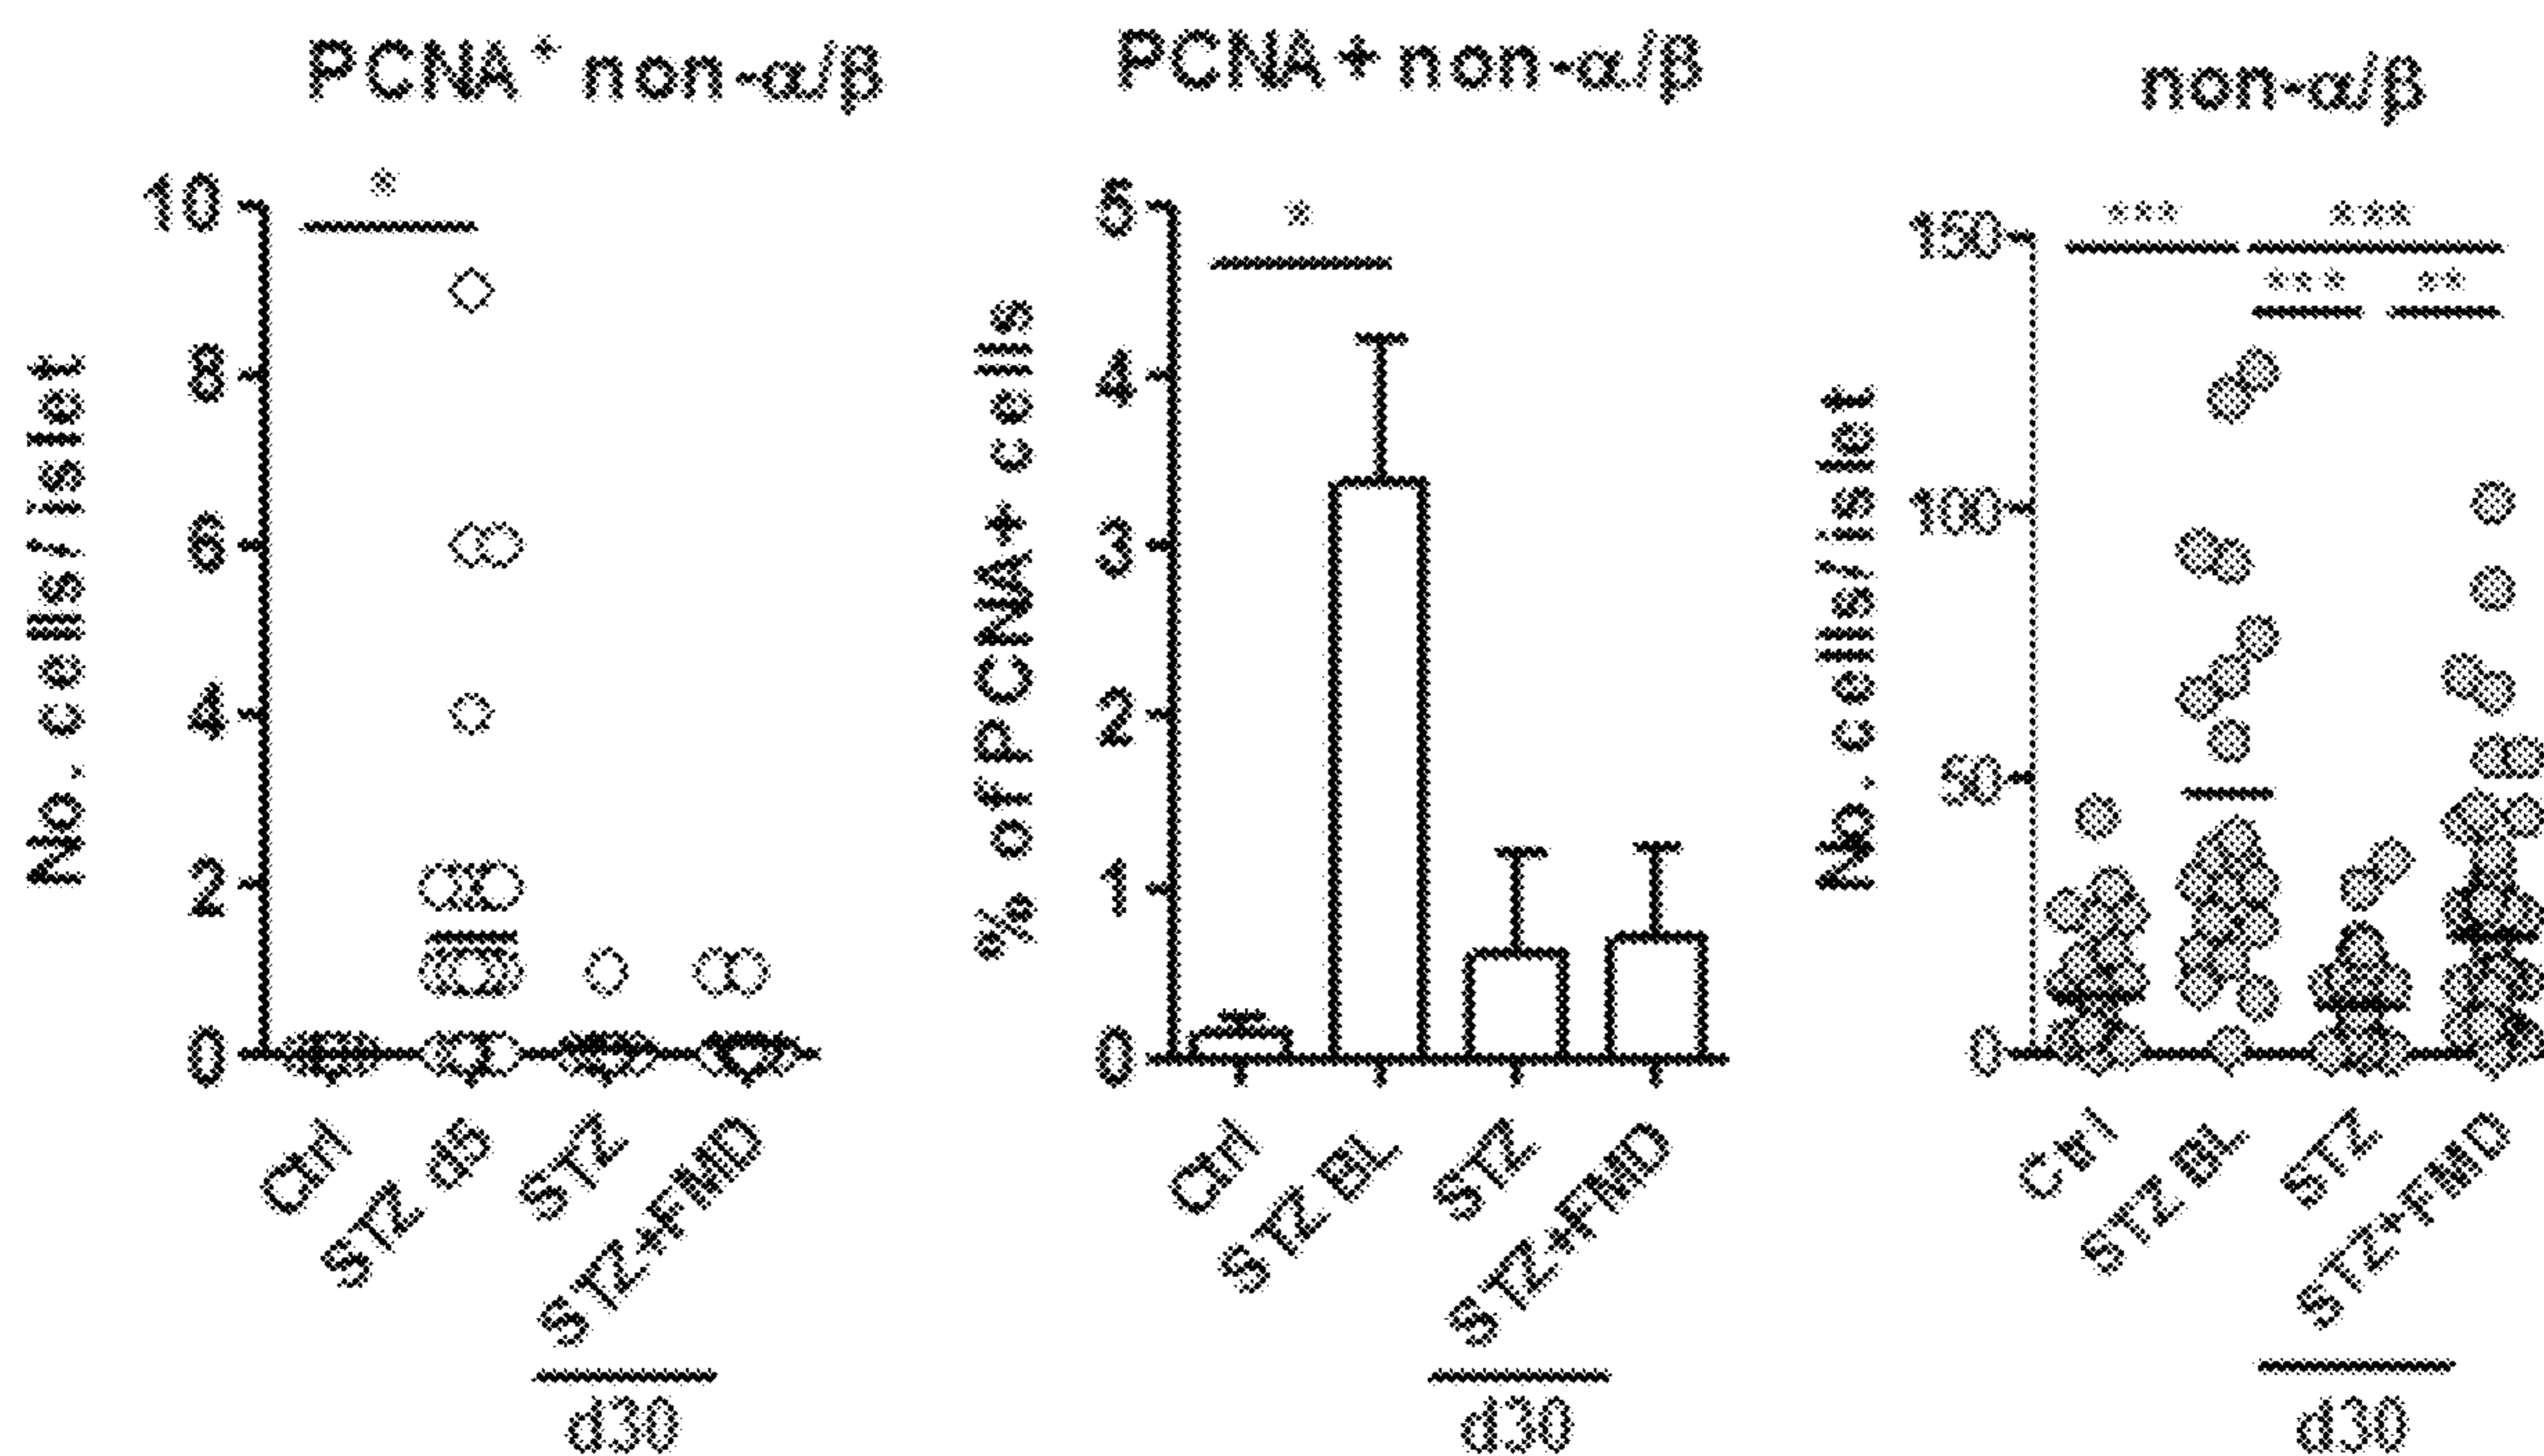 PCNA+ non-α/β
No. cells/islet
10
8
6
4
2
0
*
Ctrl
STZ d5
STZ
STZ+FMD
d30
PCNA+ non-α/β
% of PCNA+ cells
5
4
3
2
1
0
*
Ctrl
STZ BL
STZ
STZ+FMD
d30
non-α/β
No. cells/islet
150
100
50
0
*** ***
*** **
Ctrl
STZ BL
STZ
STZ+FMD
d30